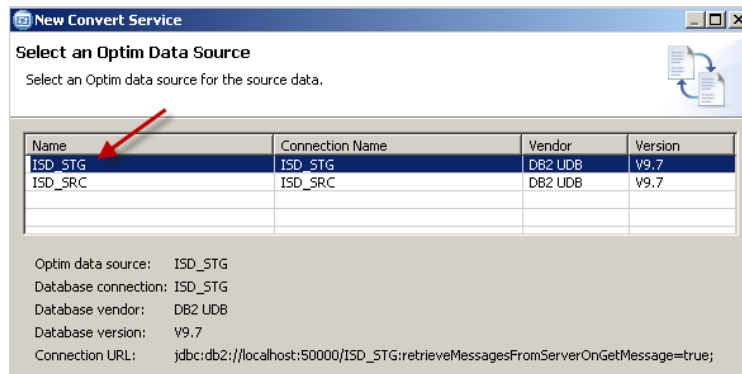 New Convert Service
Select an Optim Data Source
Select an Optim data source for the source data.
Name Connection Name Vendor Version
ISD_STG ISD_STG DB2 UDB V9.7
ISD_SRC ISD_SRC DB2 UDB V9.7
Optim data source: ISD_STG
Database connection: ISD_STG
Database vendor: DB2 UDB
Database version: V9.7
Connection URL: jdbc:db2://localhost:50000/ISD_STG:retrieveMessagesFromServerOnGetMessage=true;